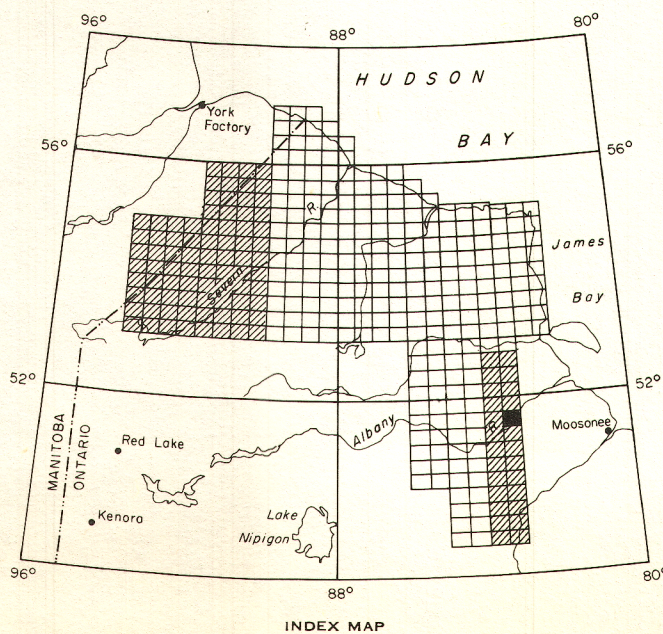 96°
88°
80°
HUDSON
BAY
York
Factory
56°
56°
Severn R.
James
Bay
52°
52°
Albany R.
Moosonee
MANITOBA
ONTARIO
Red Lake
Kenora
Lake
Nipigon
96°
88°
80°
INDEX MAP